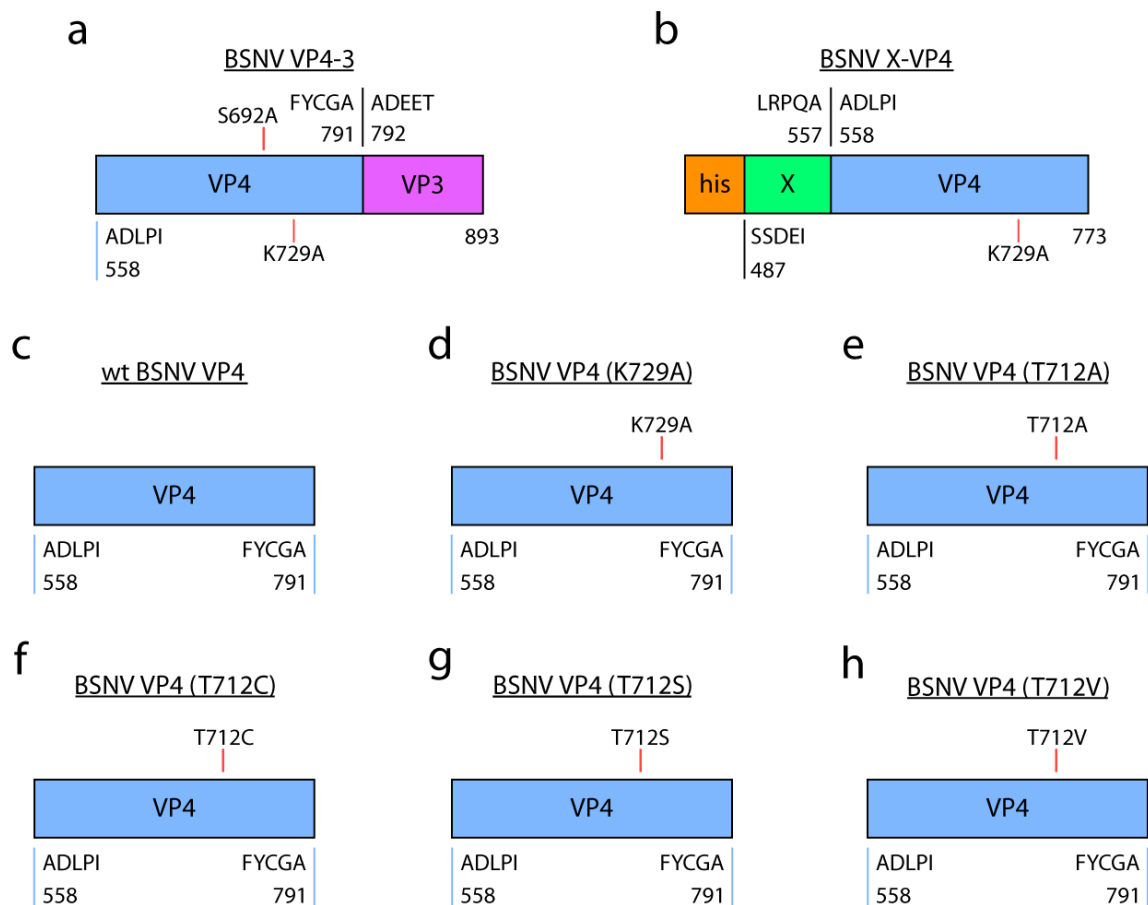 a
BSNV VP4-3
S692A
FYCGA
791
ADEET
792
VP4
VP3
ADLPI
558
K729A
893
b
BSNV X-VP4
LRPQA
557
ADLPI
558
his
X
VP4
SSDEI
487
K729A
773
c
wt BSNV VP4
VP4
ADLPI
558
FYCGA
791
d
BSNV VP4 (K729A)
K729A
VP4
ADLPI
558
FYCGA
791
e
BSNV VP4 (T712A)
T712A
VP4
ADLPI
558
FYCGA
791
f
BSNV VP4 (T712C)
T712C
VP4
ADLPI
558
FYCGA
791
g
BSNV VP4 (T712S)
T712S
VP4
ADLPI
558
FYCGA
791
h
BSNV VP4 (T712V)
T712V
VP4
ADLPI
558
FYCGA
791